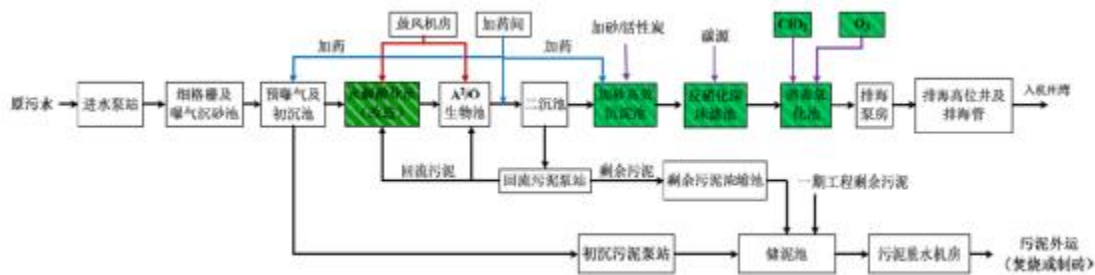 鼓风机房
加药间
加砂/活性炭
碳源
ClO₂
O₃
加药
加药
原污水
进水泵站
细格栅及
曝气沉砂池
预曝气及
初沉池
A²/O
生物池
二沉池
加砂高效
沉淀池
反硝化深
床滤池
化池
排海
泵房
排海高位井及
排海管
入杭州湾
回流污泥
回流污泥泵站
剩余污泥
剩余污泥浓缩池
一期工程剩余污泥
初沉污泥泵站
储泥池
污泥脱水机房
污泥外运
(焚烧或制砖)